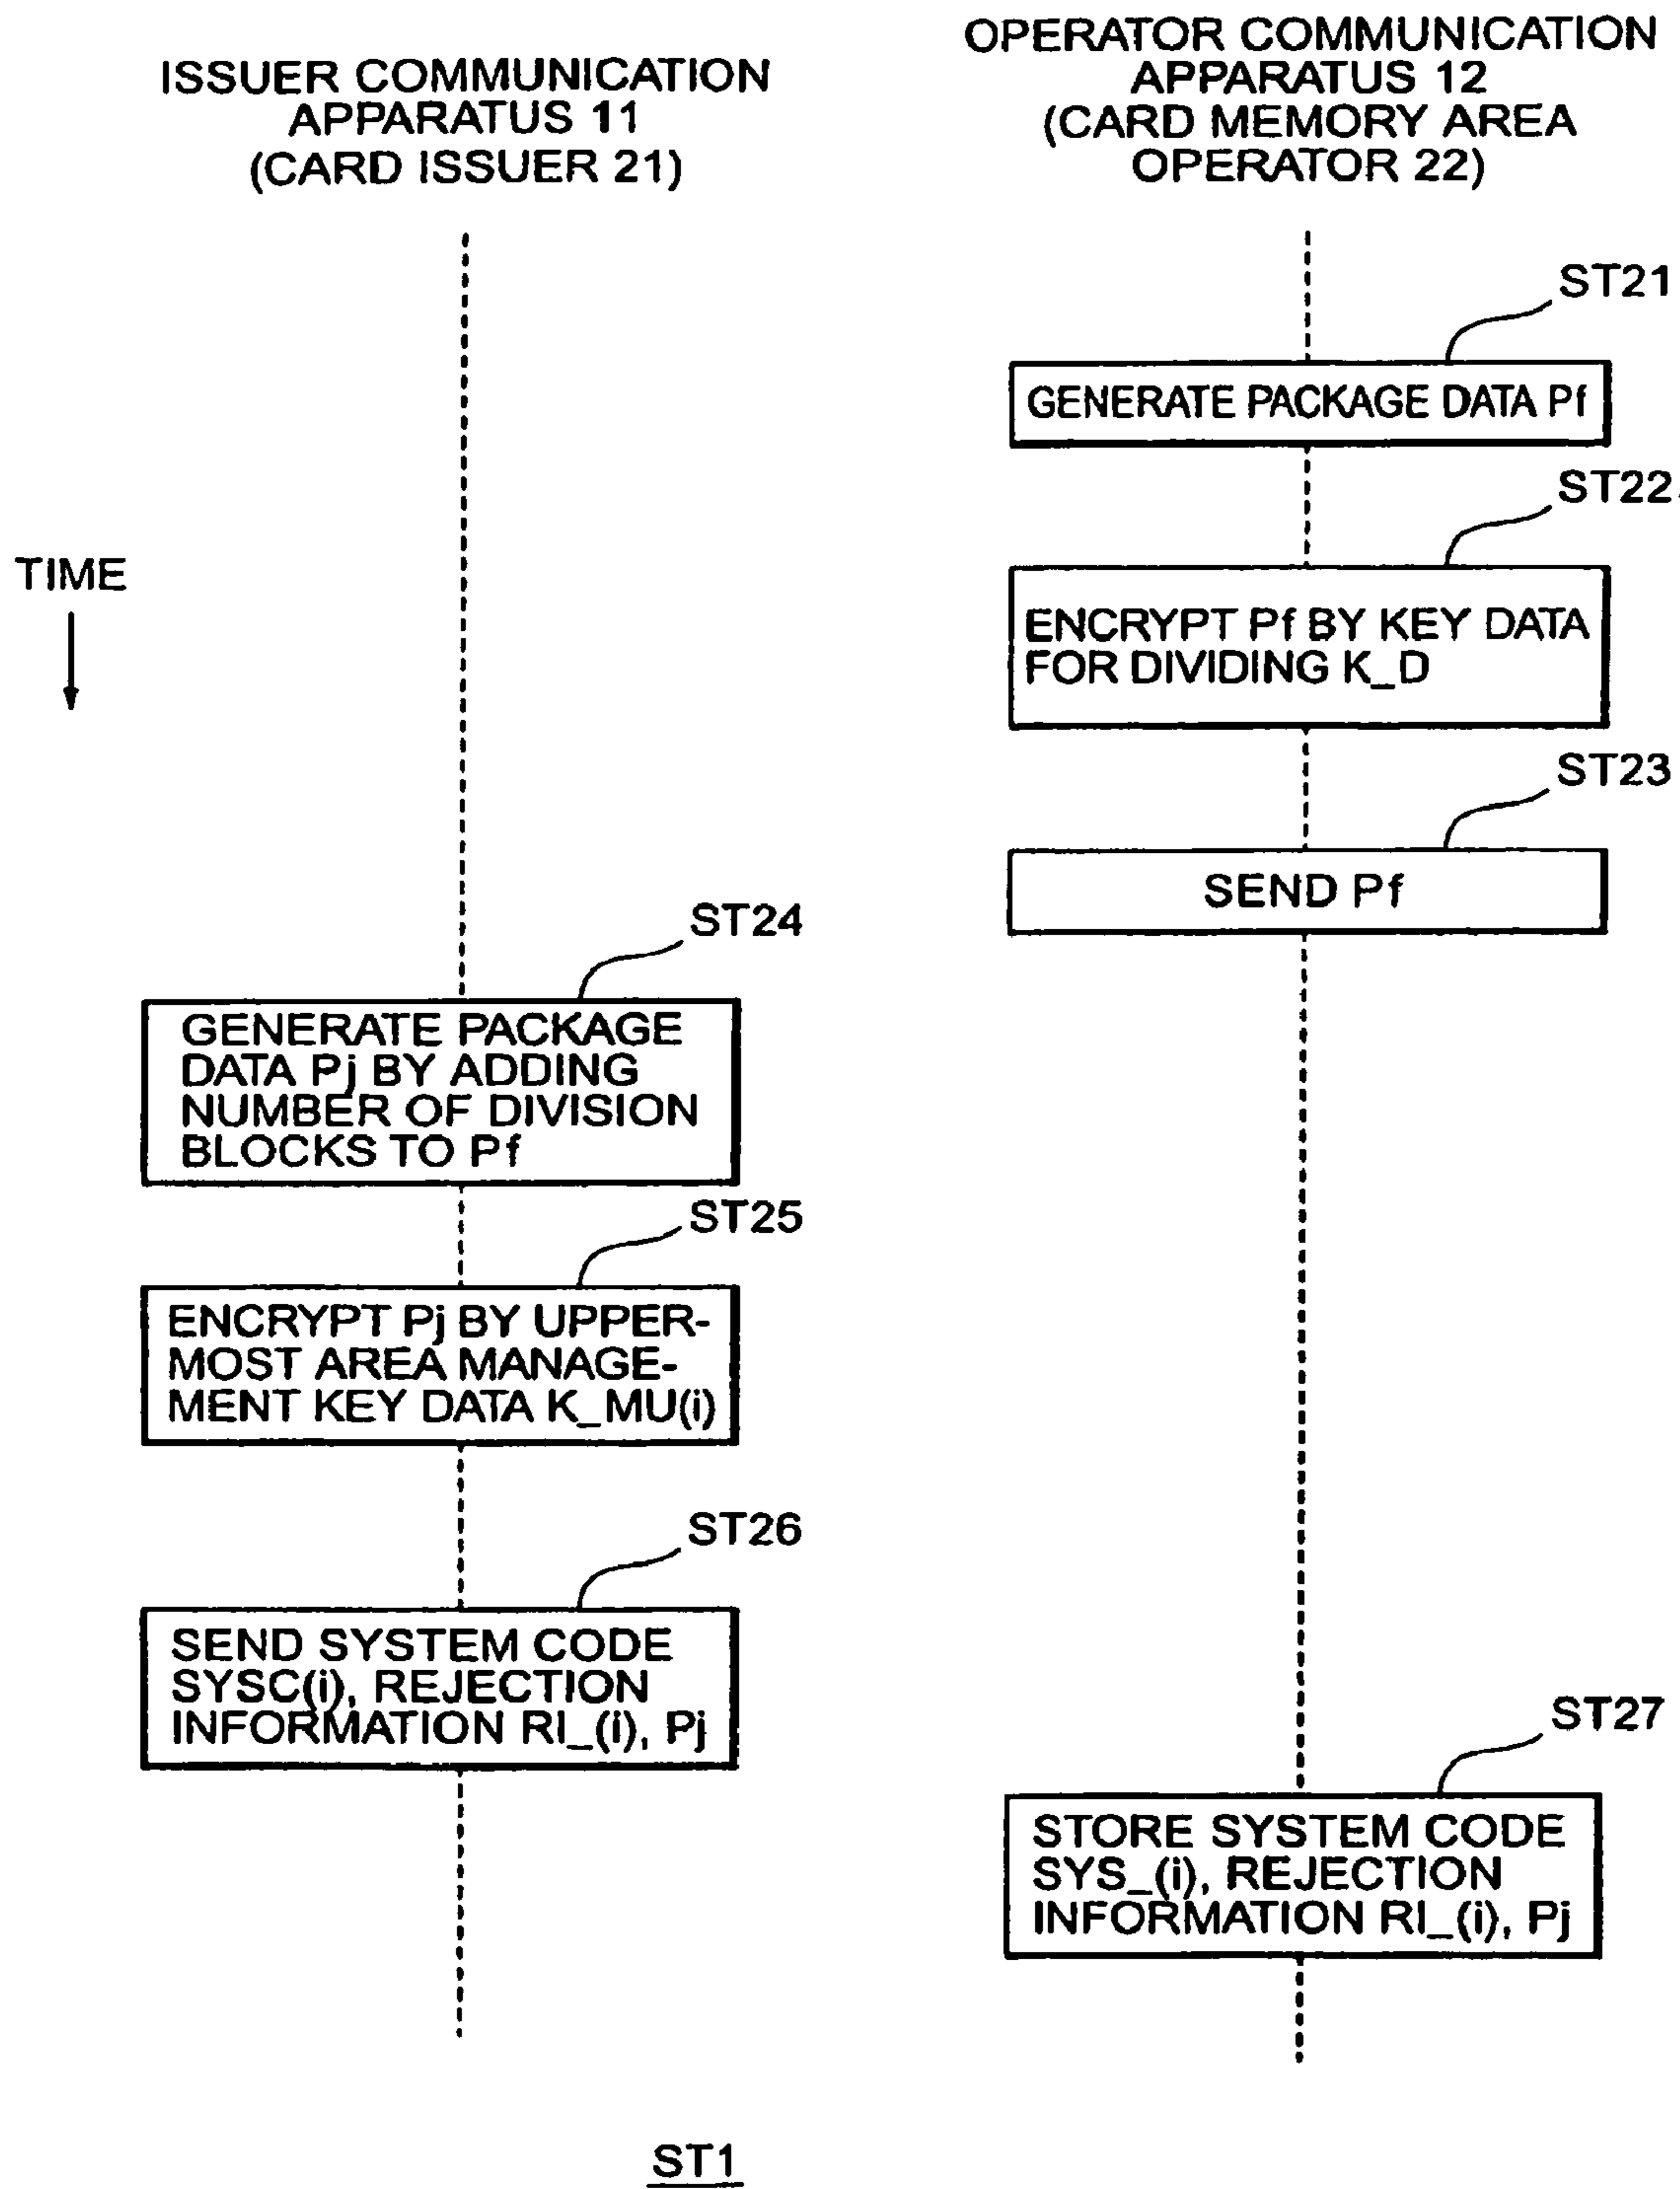 ISSUER COMMUNICATION
APPARATUS 11
(CARD ISSUER 21)
OPERATOR COMMUNICATION
APPARATUS 12
(CARD MEMORY AREA
OPERATOR 22)
TIME
ST21
GENERATE PACKAGE DATA Pf
ST22
ENCRYPT Pf BY KEY DATA
FOR DIVIDING K_D
ST23
SEND Pf
ST24
GENERATE PACKAGE
DATA Pj BY ADDING
NUMBER OF DIVISION
BLOCKS TO Pf
ST25
ENCRYPT Pj BY UPPER-
MOST AREA MANAGE-
MENT KEY DATA K_MU(i)
ST26
SEND SYSTEM CODE
SYSC(i), REJECTION
INFORMATION RI_(i), Pj
ST27
STORE SYSTEM CODE
SYS_(i), REJECTION
INFORMATION RI_(i), Pj
ST1